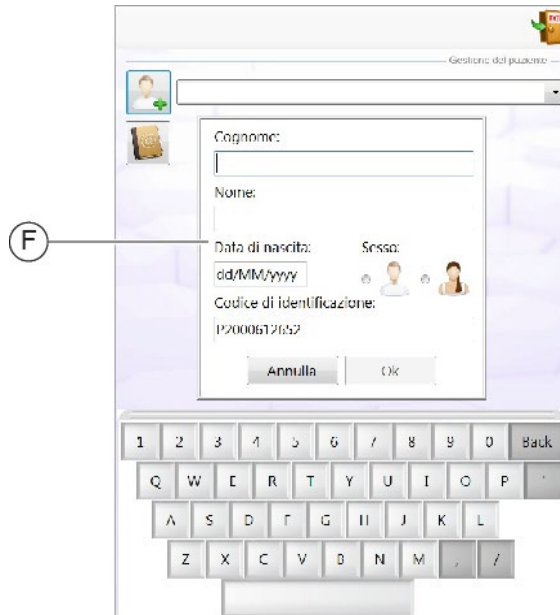 Gestione del paziente
Cognome:
Nome:
F
Data di nascita: Sesso:
dd/MM/yyyy
Codice di identificazione:
P2000612652
Annulla Ok
1 2 3 4 5 6 7 8 9 0 Back
Q W E R T Y U I O P '
A S D F G H J K L
Z X C V B N M , /